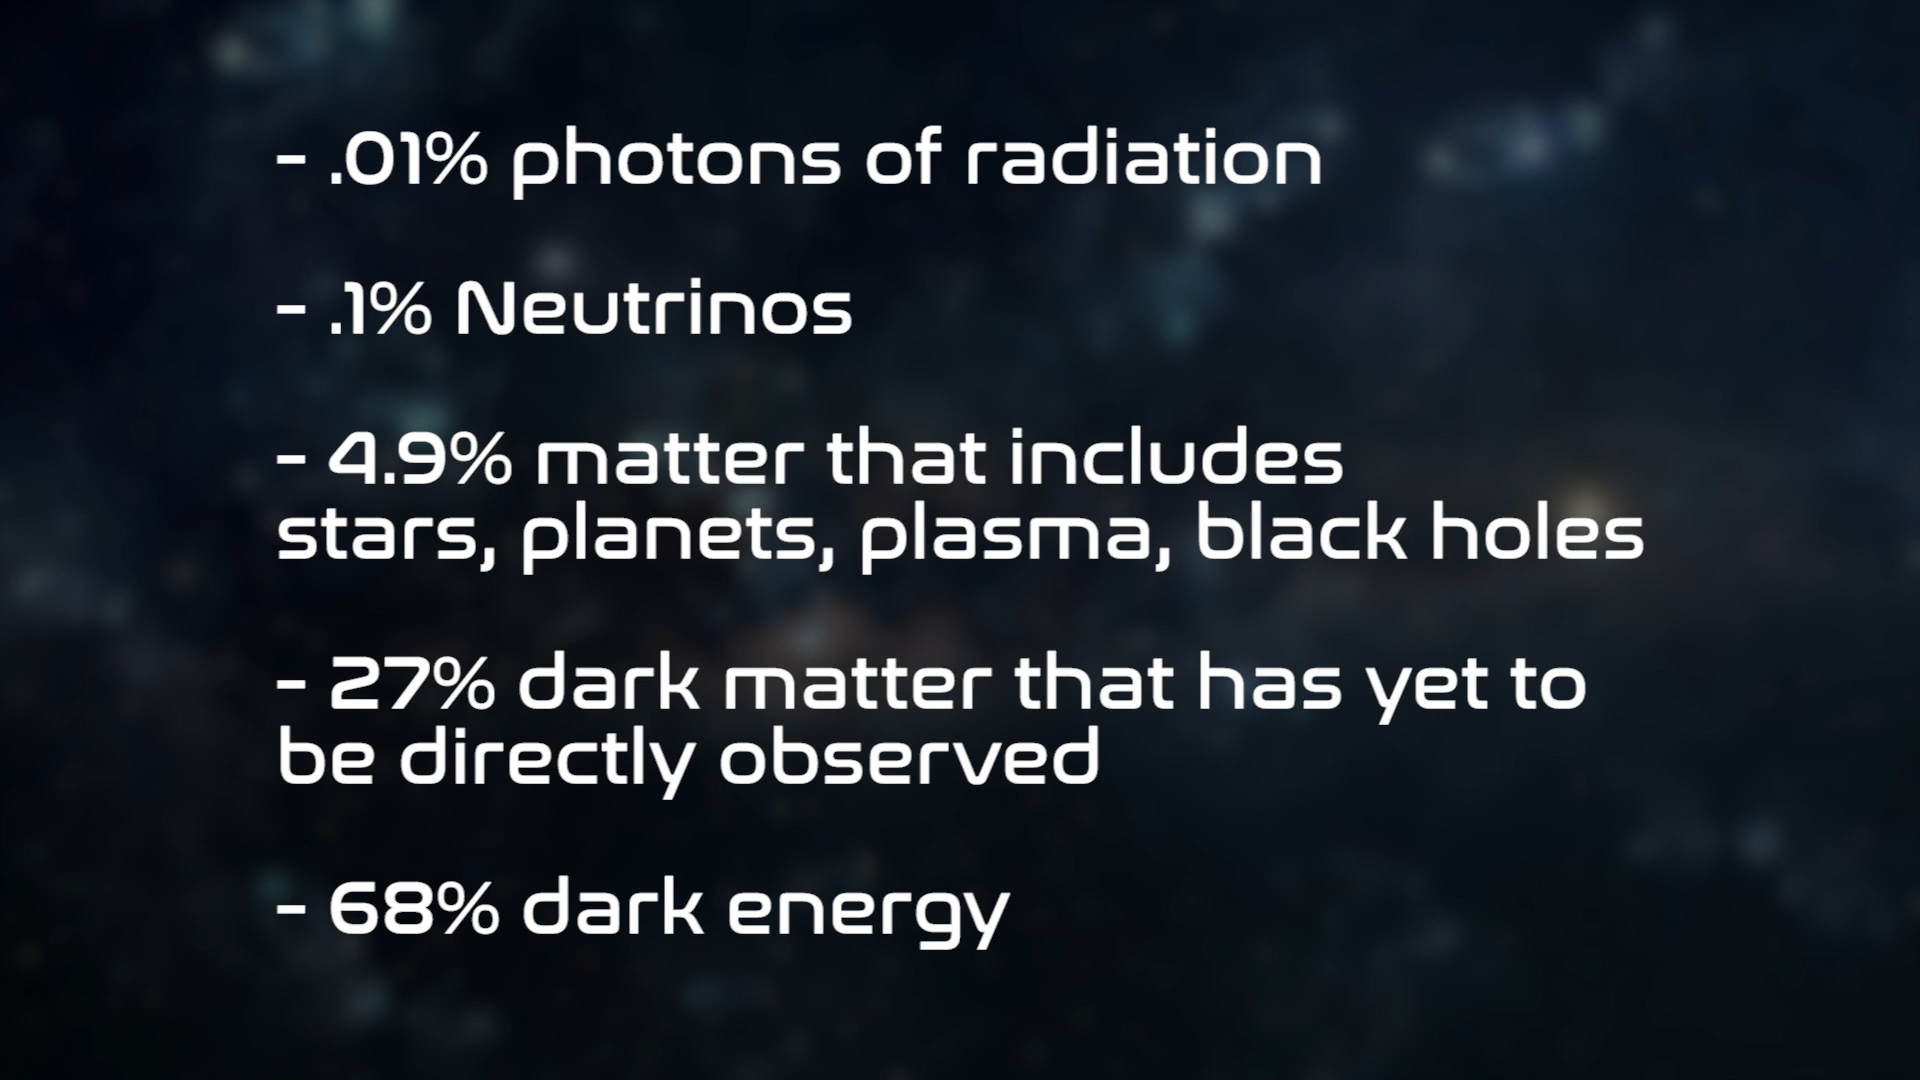 - .01% photons of radiation
- .1% Neutrinos
- 4.9% matter that includes
stars, planets, plasma, black holes
- 27% dark matter that has yet to
be directly observed
- 68% dark energy